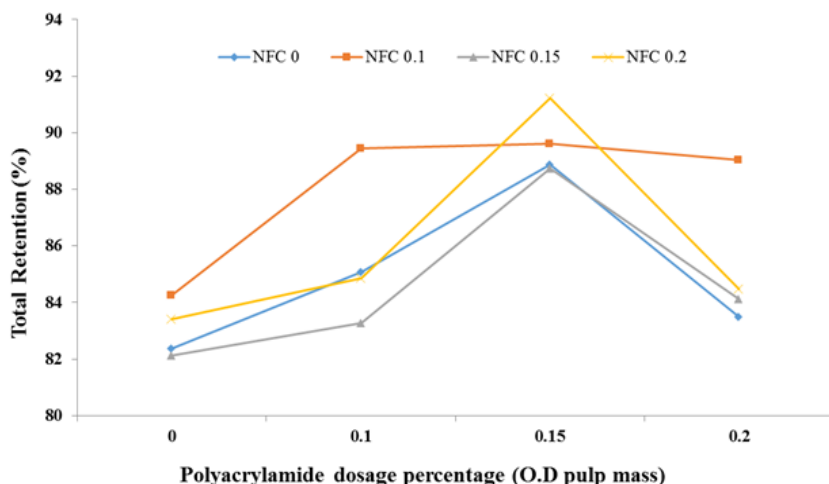 94
NFC 0 NFC 0.1 NFC 0.15 NFC 0.2
92
90
88
86
84
82
80
Total Retention (%)
0 0.1 0.15 0.2
Polyacrylamide dosage percentage (O.D pulp mass)